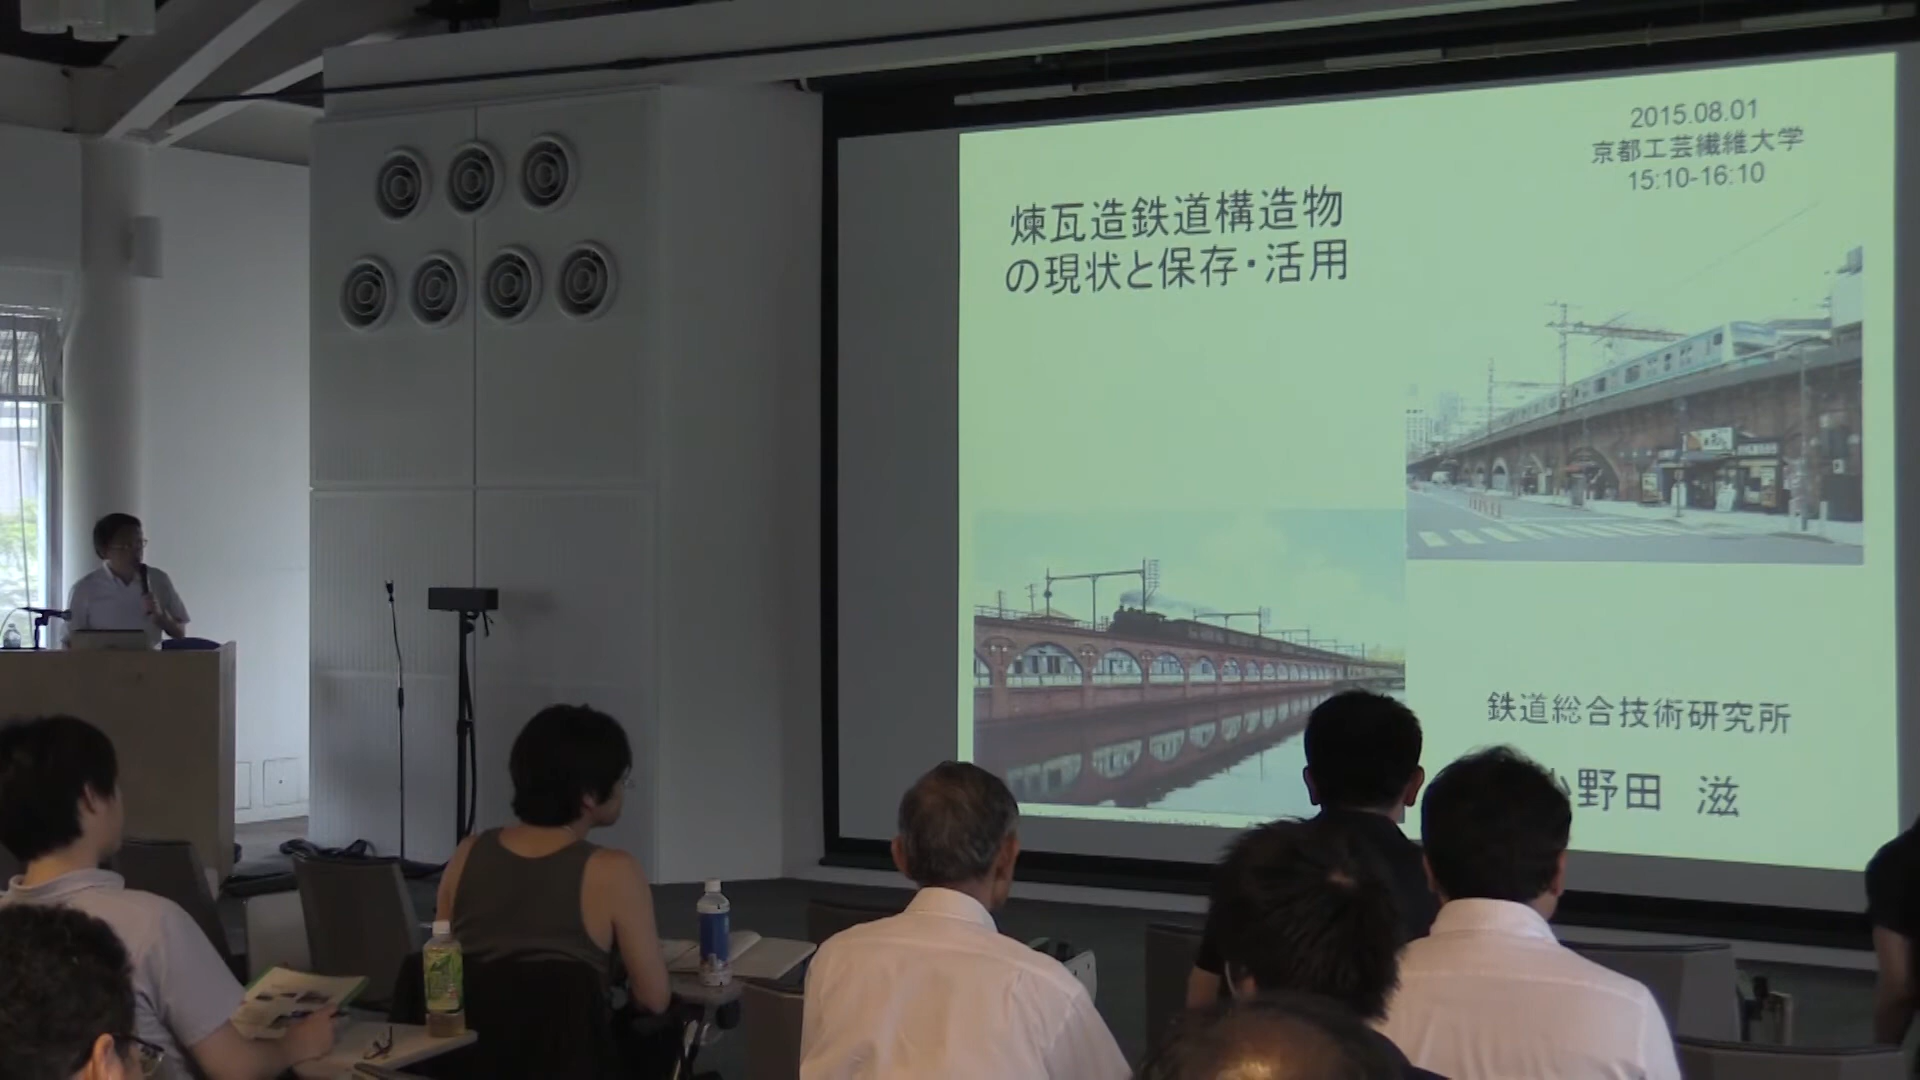 2015.08.01
京都工芸繊維大学
15:10-16:10
煉瓦造鉄道構造物
の現状と保存・活用
鉄道総合技術研究所
野田 滋